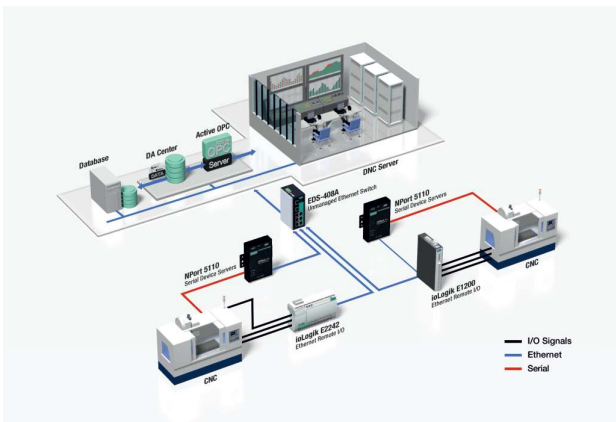 Database
DA Center
DATA
Active OPC
OPC
Server
DNC Server
EDS-408A
Unmanaged Ethernet Switch
NPort 5110
Serial Device Servers
NPort 5110
Serial Device Servers
CNC
ioLogik E1200
Ethernet Remote I/O
ioLogik E2242
Ethernet Remote I/O
CNC
I/O Signals
Ethernet
Serial